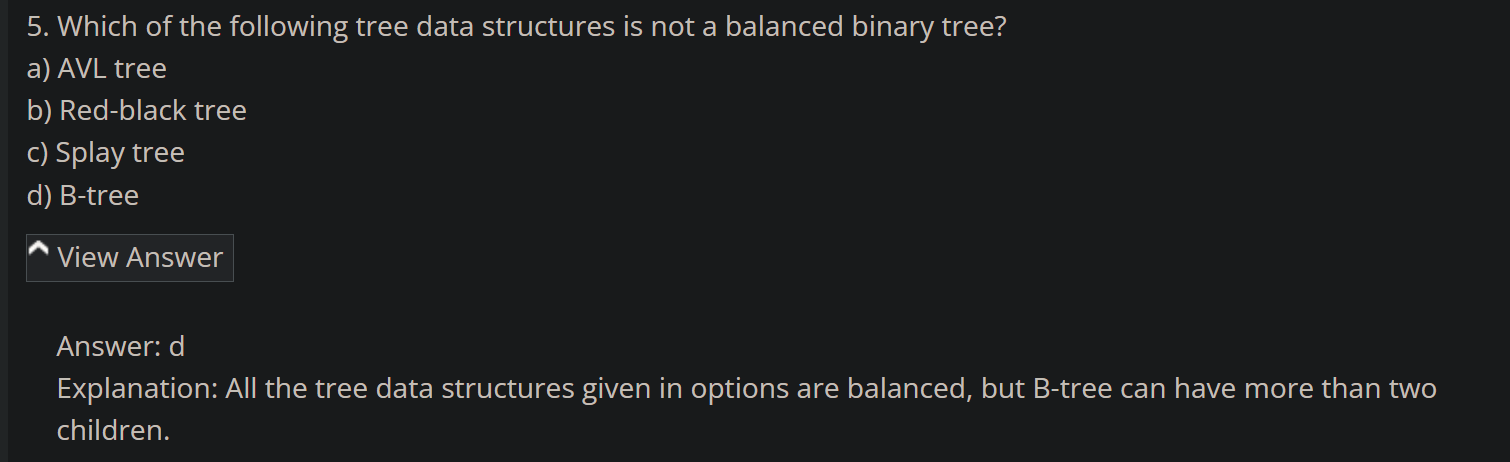 5. Which of the following tree data structures is not a balanced binary tree?
a) AVL tree
b) Red-black tree
c) Splay tree
d) B-tree
View Answer
Answer: d
Explanation: All the tree data structures given in options are balanced, but B-tree can have more than two
children.